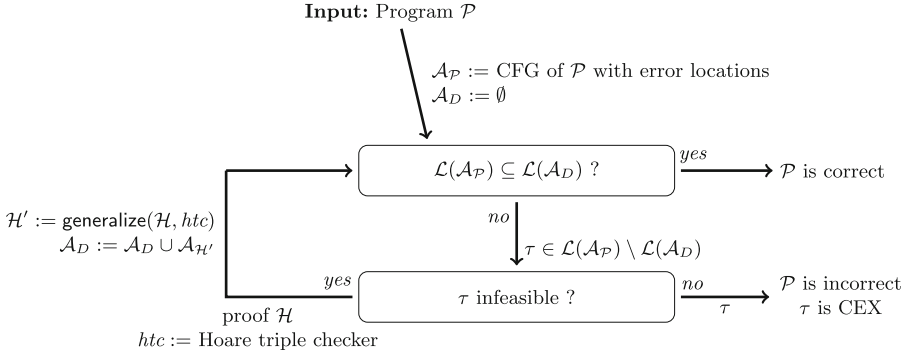 Input: Program 𝒫
𝒜_𝒫 := CFG of 𝒫 with error locations
𝒜_D := ∅
ℒ(𝒜_𝒫) ⊆ ℒ(𝒜_D) ?
yes
𝒫 is correct
no
τ ∈ ℒ(𝒜_𝒫) \ ℒ(𝒜_D)
ℋ′ := generalize(ℋ, htc)
𝒜_D := 𝒜_D ∪ 𝒜_ℋ′
τ infeasible ?
yes
proof ℋ
htc := Hoare triple checker
no
τ
𝒫 is incorrect
τ is CEX